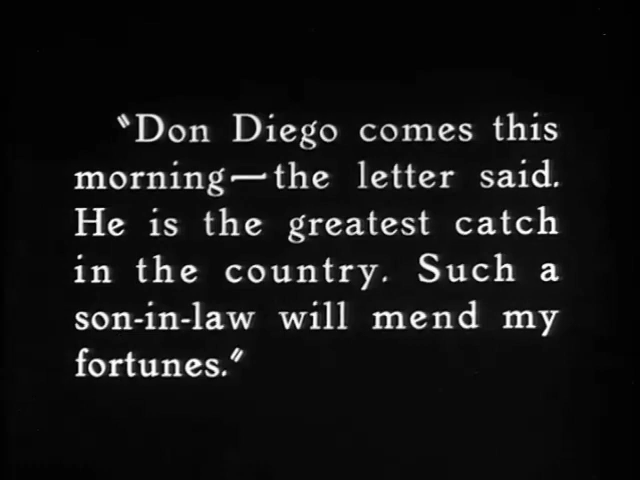 "Don Diego comes this
morning—the letter said.
He is the greatest catch
in the country. Such a
son-in-law will mend my
fortunes."